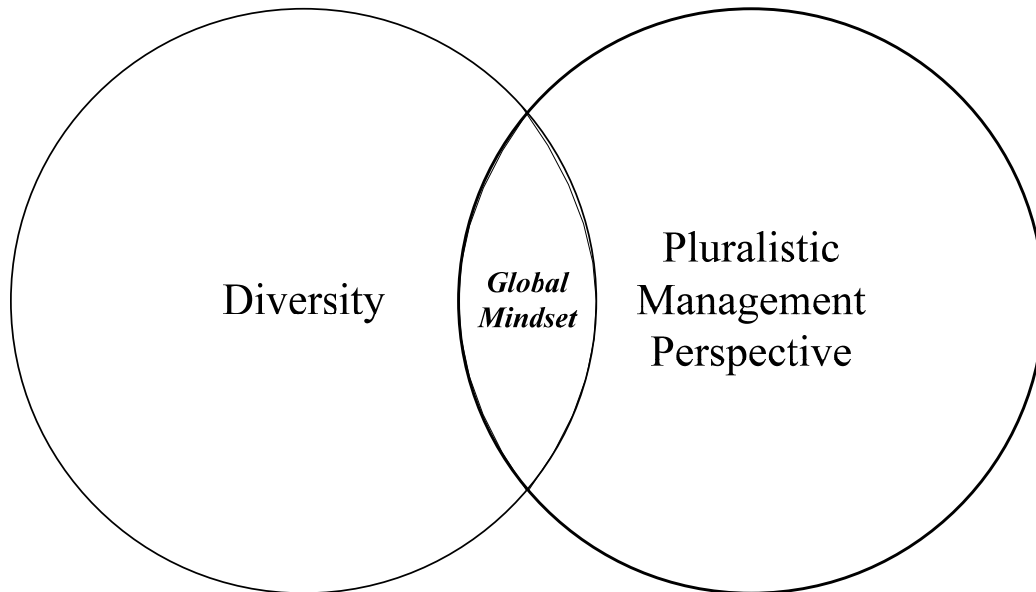 Diversity
Global
Mindset
Pluralistic
Management
Perspective